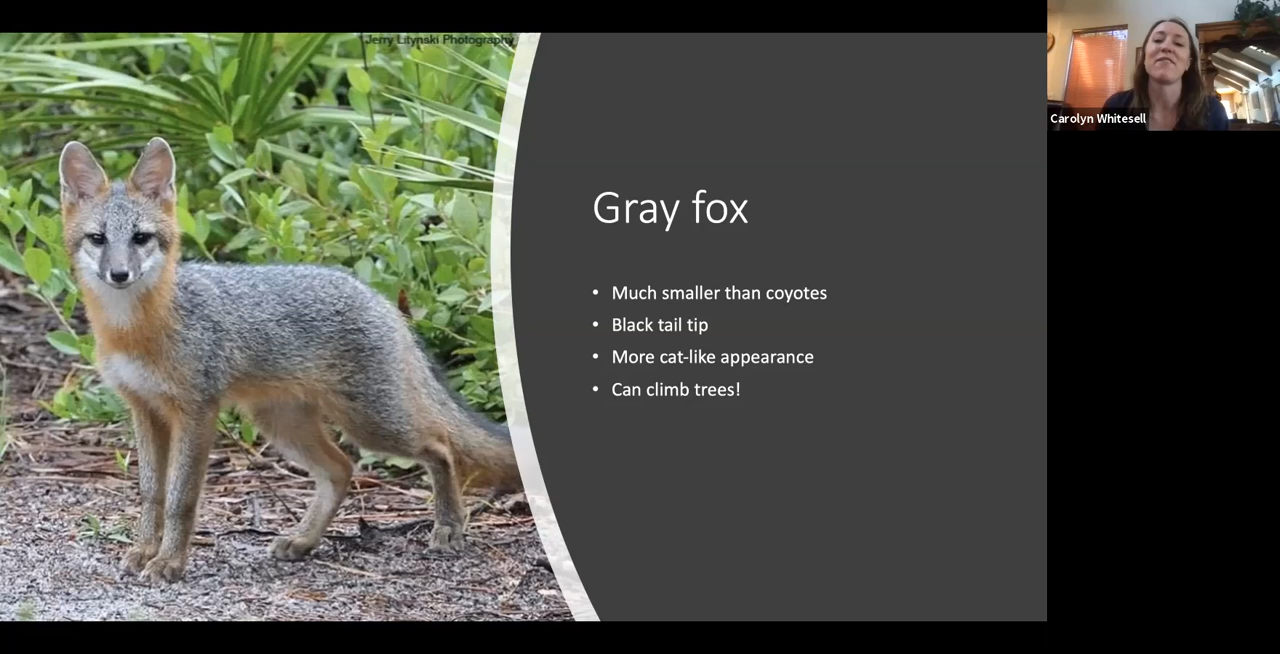 Jerry Litynski Photography
Carolyn Whitesell
Gray fox
• Much smaller than coyotes
• Black tail tip
• More cat-like appearance
• Can climb trees!